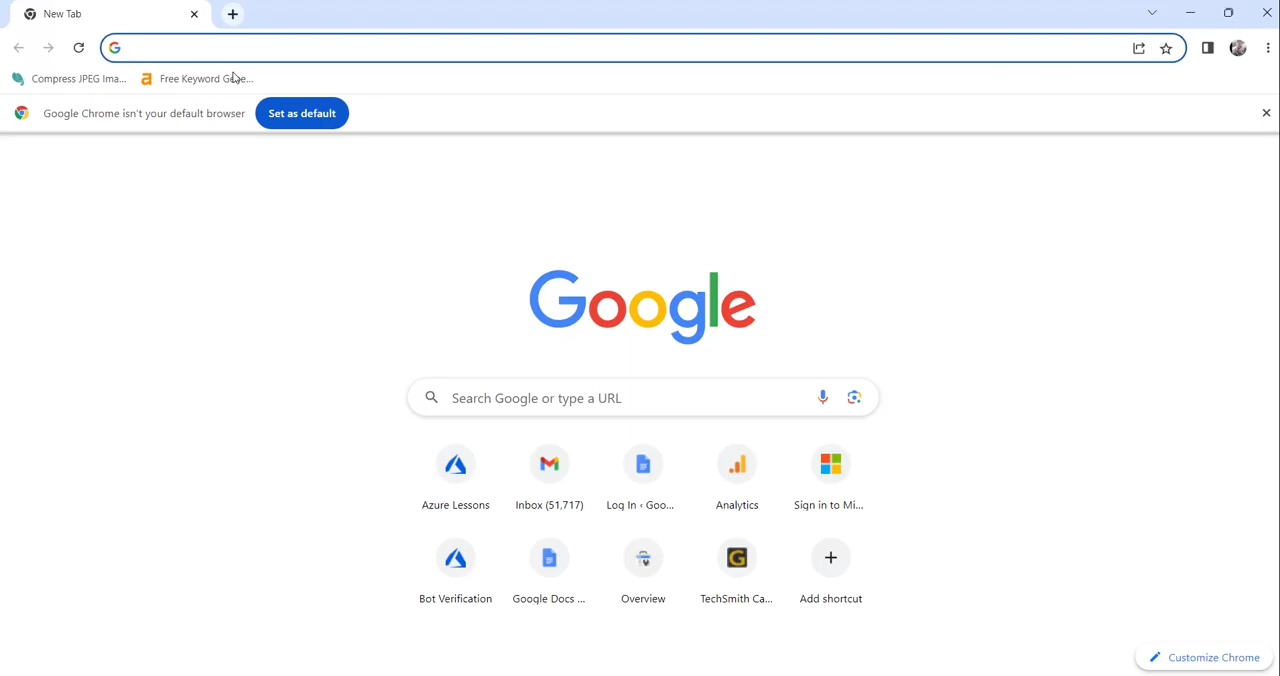 New Tab
Compress JPEG Ima...
Free Keyword Ge...e...
Google Chrome isn't your default browser
Set as default
Google
Search Google or type a URL
Azure Lessons
Inbox (51,717)
Log In ‹ Goo...
Analytics
Sign in to Mi...
Bot Verification
Google Docs ...
Overview
TechSmith Ca...
Add shortcut
Customize Chrome